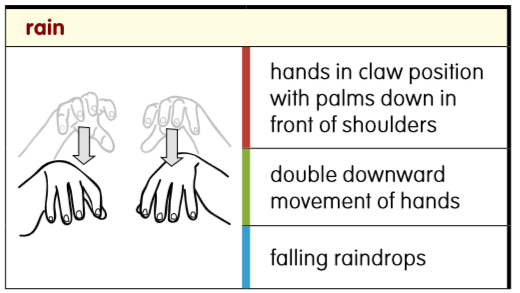 rain
hands in claw position
with palms down in
front of shoulders
double downward
movement of hands
falling raindrops